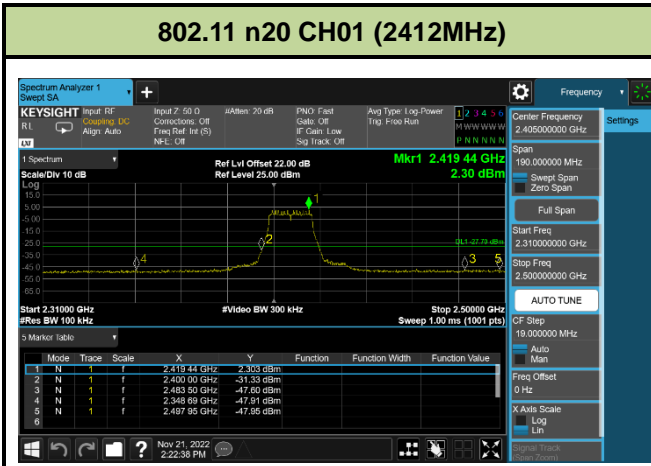 802.11 n20 CH01 (2412MHz)
Spectrum Analyzer 1
Swept SA
Frequency
KEYSIGHT
RL
LXI
Input: RF
Coupling: DC
Align: Auto
Input Z: 50 Ω
Corrections: Off
Freq Ref: Int (S)
NFE: Off
#Atten: 20 dB
PNO: Fast
Gate: Off
IF Gain: Low
Sig Track: Off
Avg Type: Log-Power
Trig: Free Run
1 2 3 4 5 6
M W W W W W
P N N N N N
Center Frequency
2.405000000 GHz
Settings
Span
190.000000 MHz
Swept Span
Zero Span
Full Span
Start Freq
2.310000000 GHz
Stop Freq
2.500000000 GHz
AUTO TUNE
CF Step
19.000000 MHz
Auto
Man
Freq Offset
0 Hz
X Axis Scale
Log
Lin
Signal Track
(Span Zoom)
1 Spectrum
Scale/Div 10 dB
Ref Lvl Offset 22.00 dB
Ref Level 25.00 dBm
Mkr1 2.419 44 GHz
2.30 dBm
Log
15.0
5.00
-5.00
-15.0
-25.0
-35.0
-45.0
-55.0
-65.0
1
2
3
4
5
DL1 -27.70 dBm
Start 2.31000 GHz
#Res BW 100 kHz
#Video BW 300 kHz
Stop 2.50000 GHz
Sweep 1.00 ms (1001 pts)
5 Marker Table
Mode Trace Scale X Y Function Function Width Function Value
1 N 1 f 2.419 44 GHz 2.303 dBm
2 N 1 f 2.400 00 GHz -31.33 dBm
3 N 1 f 2.483 50 GHz -47.60 dBm
4 N 1 f 2.348 69 GHz -47.91 dBm
5 N 1 f 2.497 95 GHz -47.95 dBm
6
Nov 21, 2022
2:22:38 PM